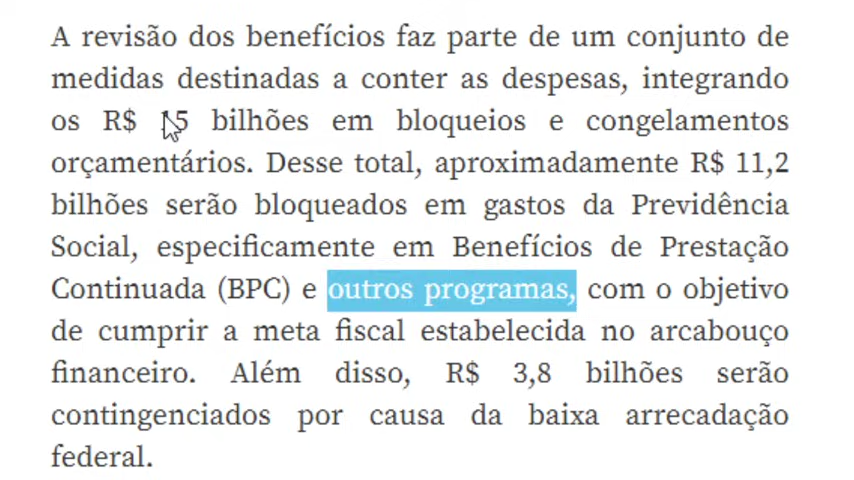 A revisão dos benefícios faz parte de um conjunto de
medidas destinadas a conter as despesas, integrando
os R$ 15 bilhões em bloqueios e congelamentos
orçamentários. Desse total, aproximadamente R$ 11,2
bilhões serão bloqueados em gastos da Previdência
Social, especificamente em Benefícios de Prestação
Continuada (BPC) e outros programas, com o objetivo
de cumprir a meta fiscal estabelecida no arcabouço
financeiro. Além disso, R$ 3,8 bilhões serão
contingenciados por causa da baixa arrecadação
federal.